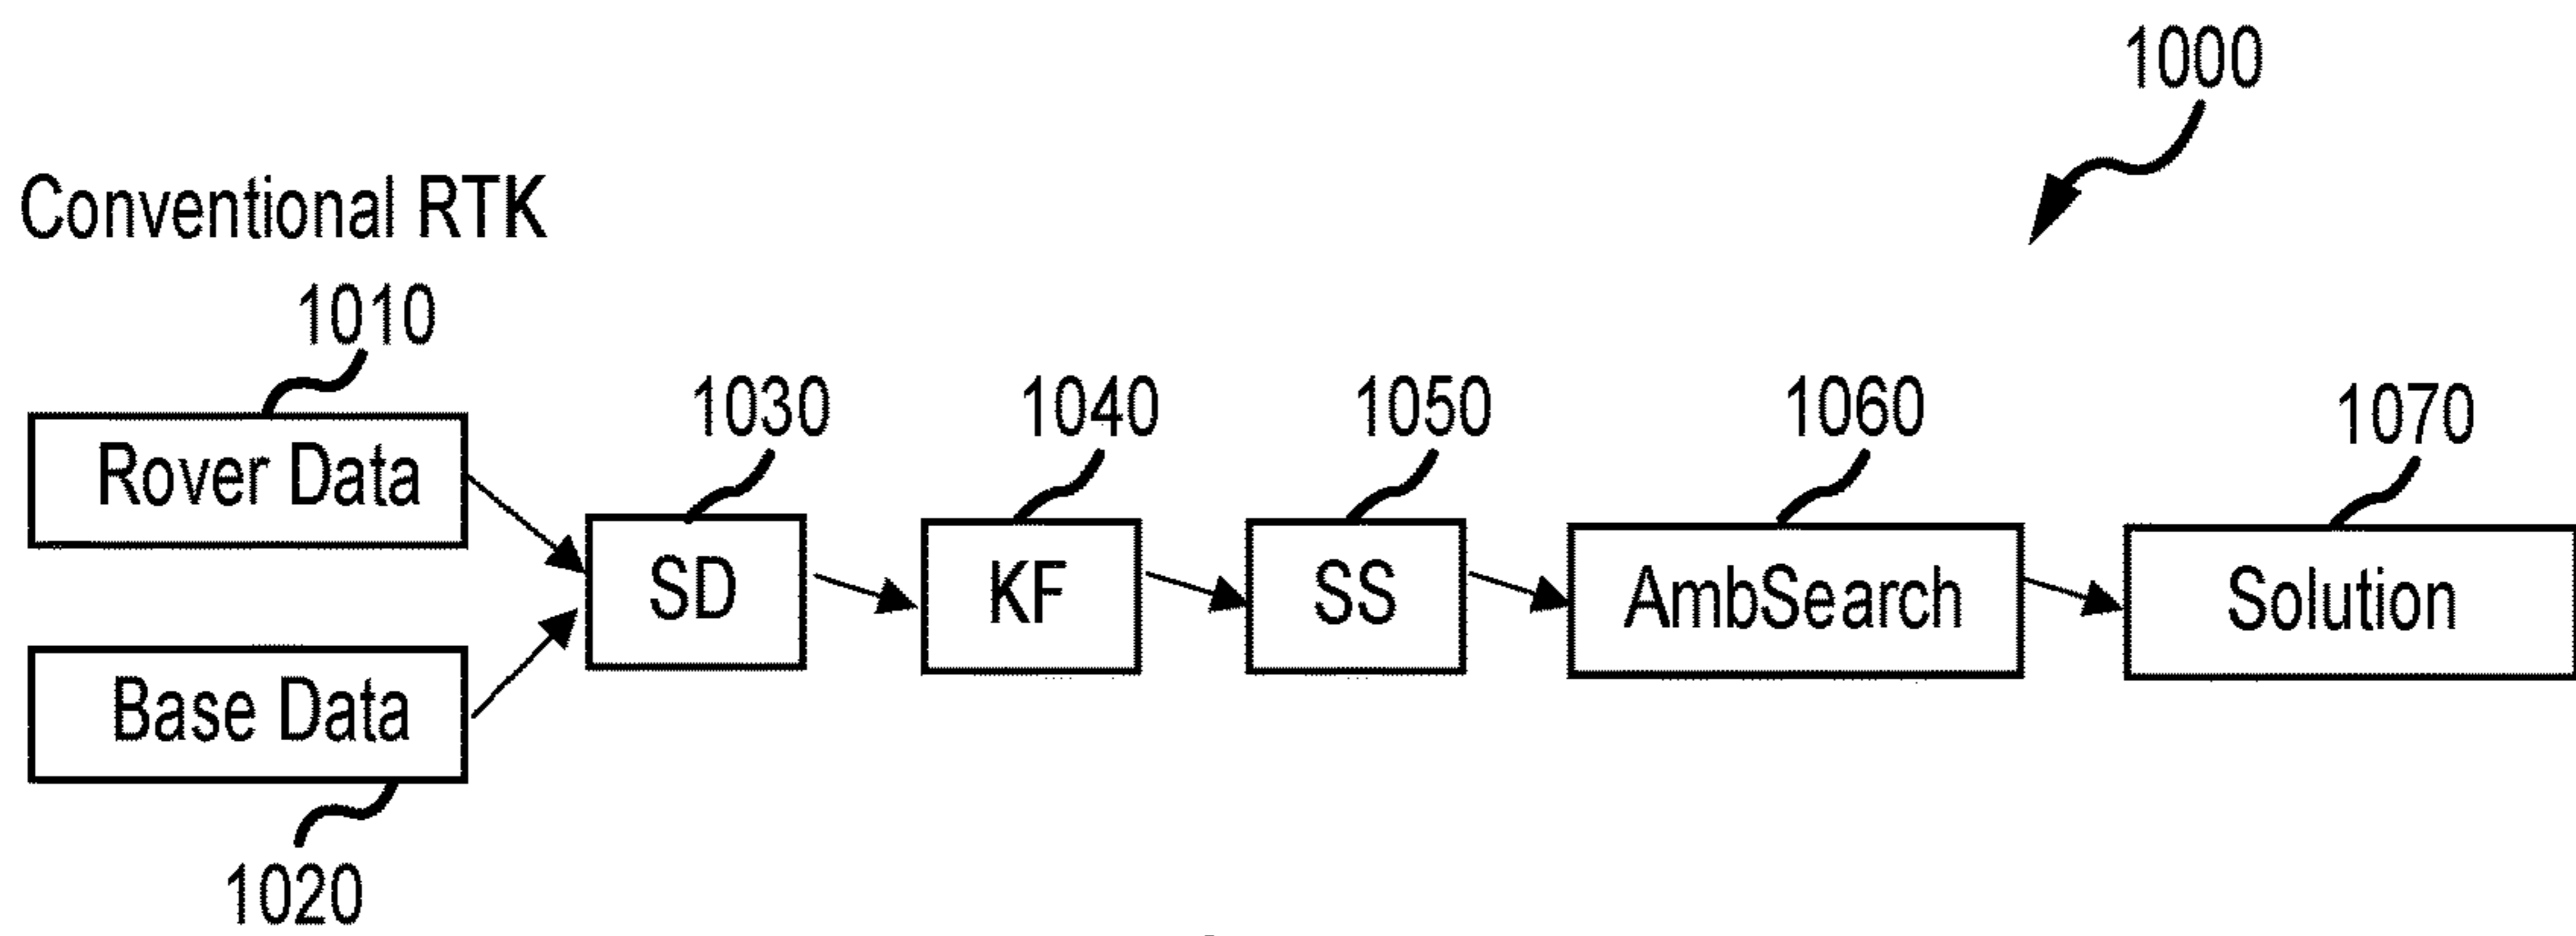 1000
Conventional RTK
1010
Rover Data
1030
1040
1050
1060
1070
SD
KF
SS
AmbSearch
Solution
Base Data
1020